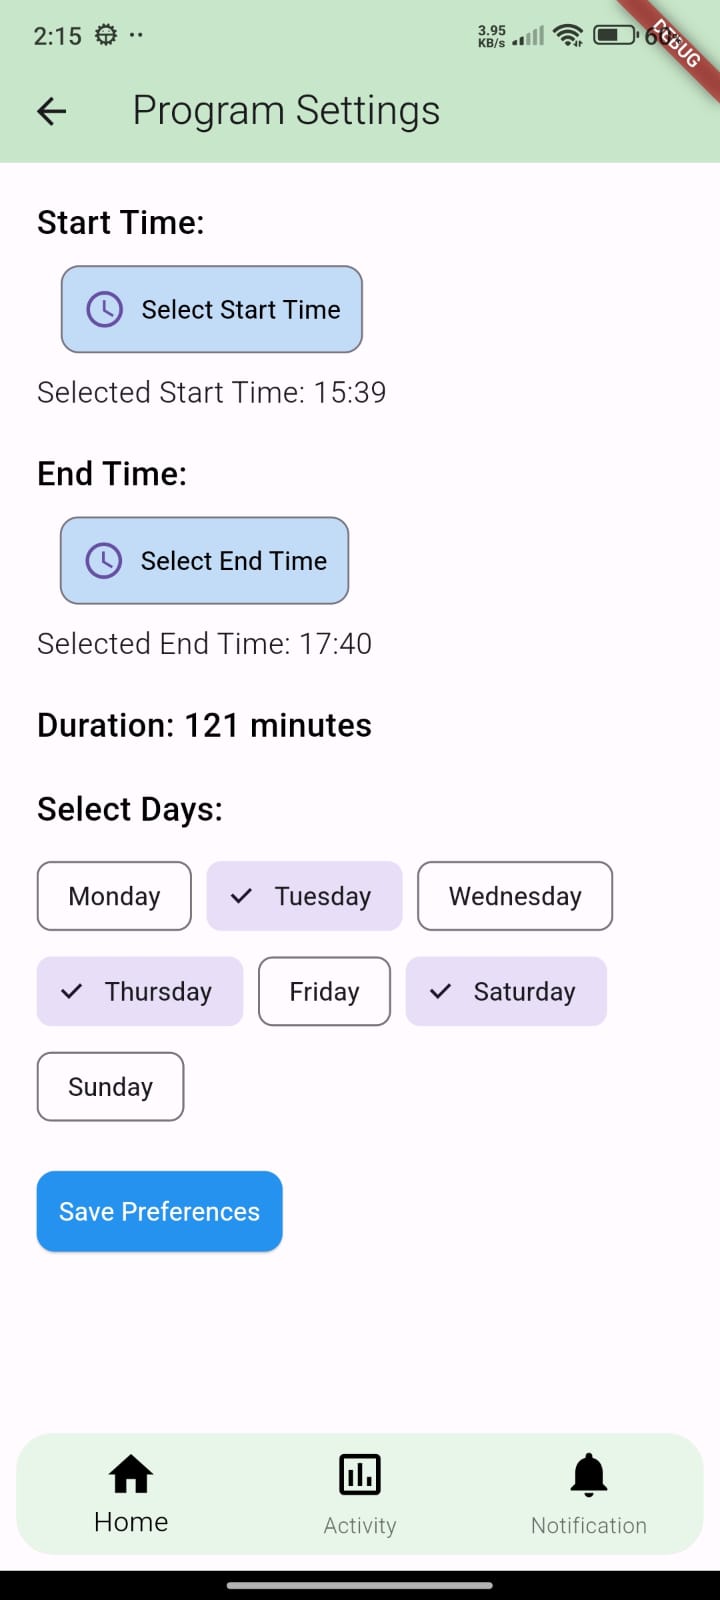 2:15
3.95
KB/s
DEBUG
Program Settings
Start Time:
Select Start Time
Selected Start Time: 15:39
End Time:
Select End Time
Selected End Time: 17:40
Duration: 121 minutes
Select Days:
Monday Tuesday Wednesday
Thursday Friday Saturday
Sunday
Save Preferences
Home Activity Notification